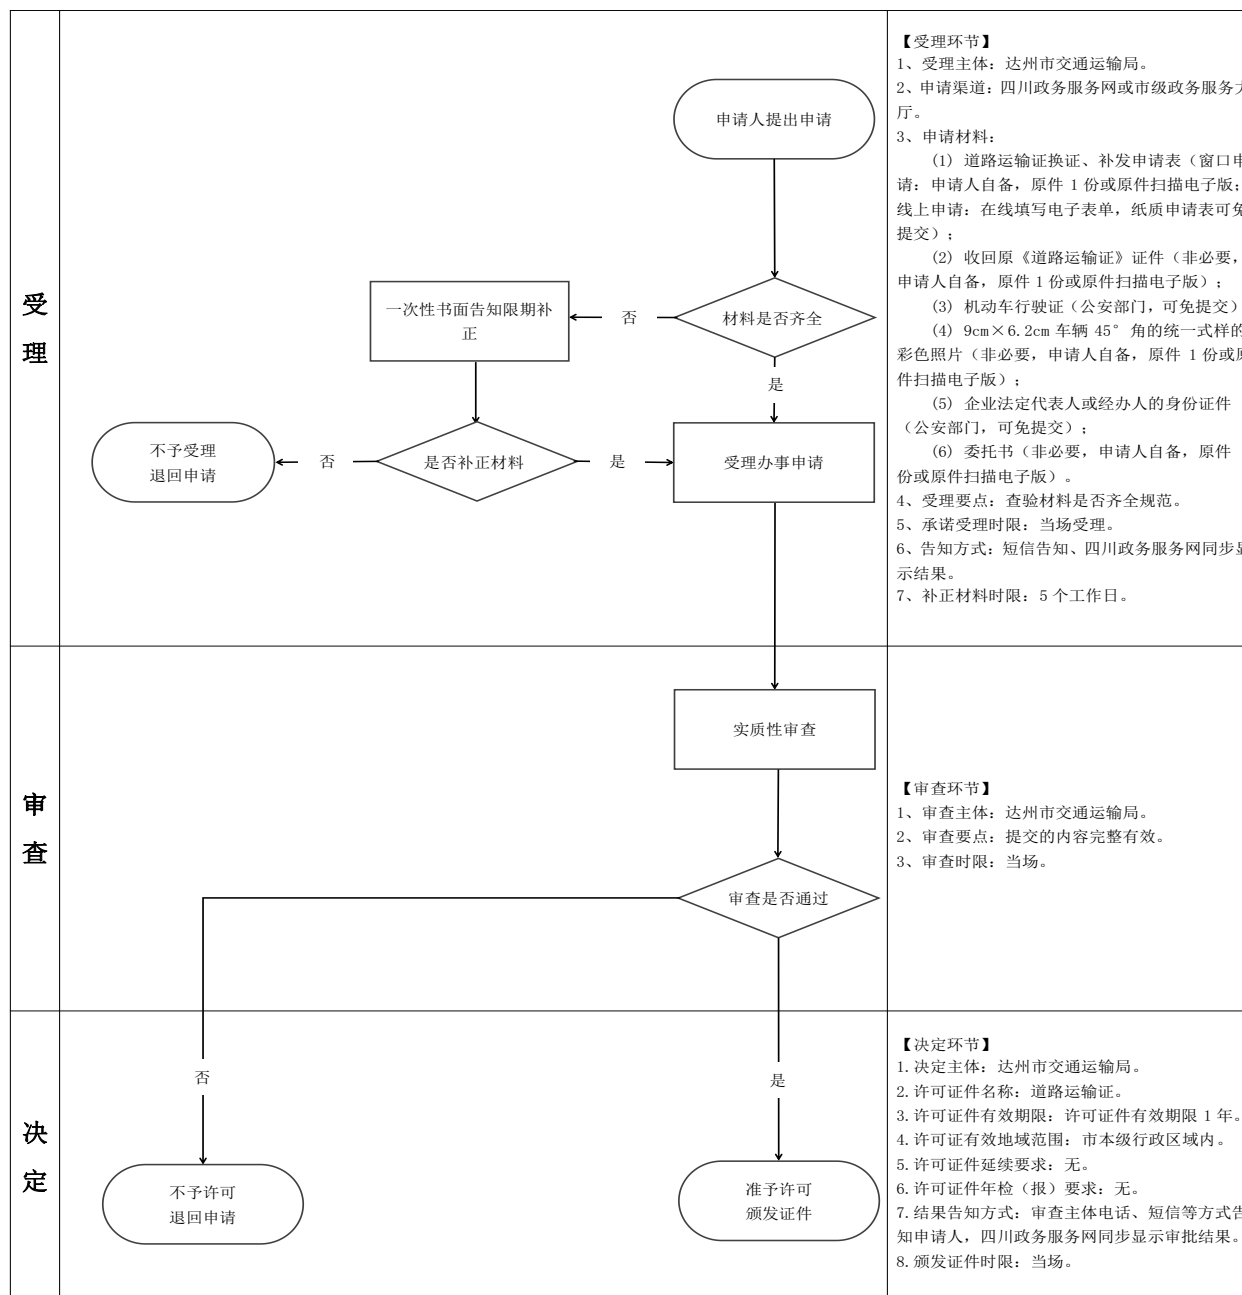 受
理
申请人提出申请
材料是否齐全
否
一次性书面告知限期补
正
是
是否补正材料
否
是
不予受理
退回申请
受理办事申请
【受理环节】
1、受理主体：达州市交通运输局。
2、申请渠道：四川政务服务网或市级政务服务大
厅。
3、申请材料：
(1) 道路运输证换证、补发申请表（窗口申
请：申请人自备，原件 1 份或原件扫描电子版；
线上申请：在线填写电子表单，纸质申请表可免
提交）；
(2) 收回原《道路运输证》证件（非必要，
申请人自备，原件 1 份或原件扫描电子版）；
(3) 机动车行驶证（公安部门，可免提交）
(4) 9cm×6.2cm 车辆 45° 角的统一式样的
彩色照片（非必要，申请人自备，原件 1 份或原
件扫描电子版）；
(5) 企业法定代表人或经办人的身份证件
（公安部门，可免提交）；
(6) 委托书（非必要，申请人自备，原件
份或原件扫描电子版）。
4、受理要点：查验材料是否齐全规范。
5、承诺受理时限：当场受理。
6、告知方式：短信告知、四川政务服务网同步显
示结果。
7、补正材料时限：5 个工作日。
审
查
实质性审查
审查是否通过
【审查环节】
1、审查主体：达州市交通运输局。
2、审查要点：提交的内容完整有效。
3、审查时限：当场。
决
定
否
是
不予许可
退回申请
准予许可
颁发证件
【决定环节】
1.决定主体：达州市交通运输局。
2.许可证件名称：道路运输证。
3.许可证件有效期限：许可证件有效期限 1 年。
4.许可证有效地域范围：市本级行政区域内。
5.许可证件延续要求：无。
6.许可证件年检（报）要求：无。
7.结果告知方式：审查主体电话、短信等方式告
知申请人，四川政务服务网同步显示审批结果。
8.颁发证件时限：当场。